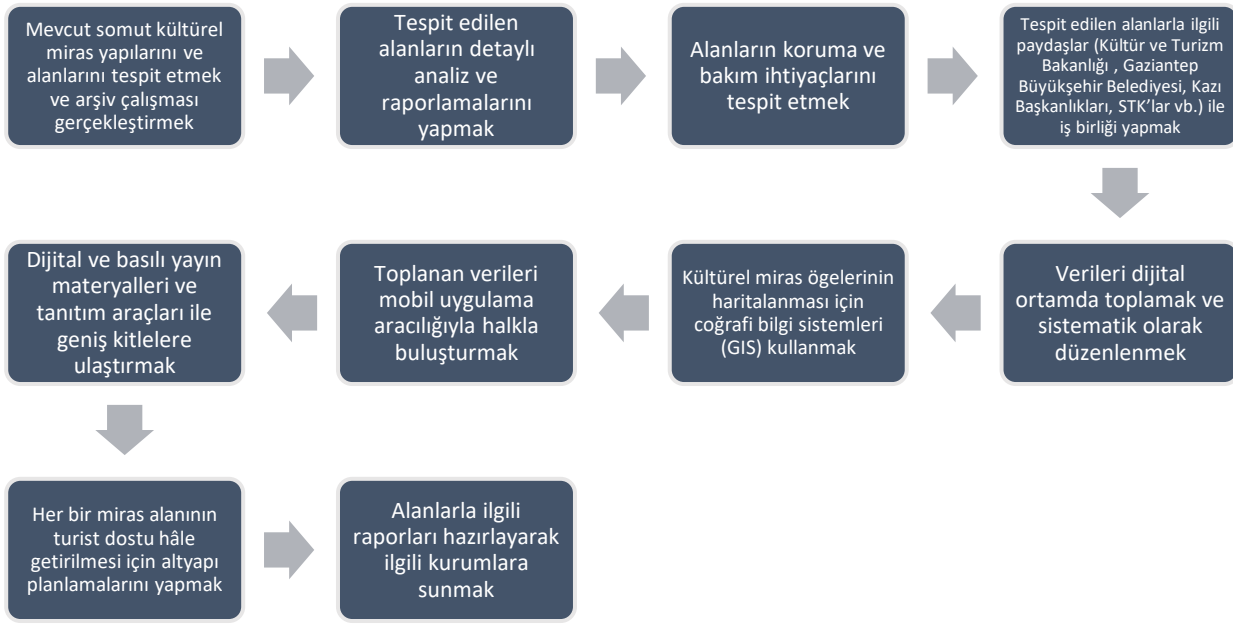 Mevcut somut kültürel
miras yapılarını ve
alanlarını tespit etmek
ve arşiv çalışması
gerçekleştirmek
Tespit edilen
alanların detaylı
analiz ve
raporlamalarını
yapmak
Alanların koruma ve
bakım ihtiyaçlarını
tespit etmek
Tespit edilen alanlarla ilgili
paydaşlar (Kültür ve Turizm
Bakanlığı , Gaziantep
Büyükşehir Belediyesi, Kazı
Başkanlıkları, STK’lar vb.) ile
iş birliği yapmak
Verileri dijital
ortamda toplamak ve
sistematik olarak
düzenlenmek
Kültürel miras ögelerinin
haritalanması için
coğrafi bilgi sistemleri
(GIS) kullanmak
Toplanan verileri
mobil uygulama
aracılığıyla halkla
buluşturmak
Dijital ve basılı yayın
materyalleri ve
tanıtım araçları ile
geniş kitlelere
ulaştırmak
Her bir miras alanının
turist dostu hâle
getirilmesi için altyapı
planlamalarını yapmak
Alanlarla ilgili
raporları hazırlayarak
ilgili kurumlara
sunmak